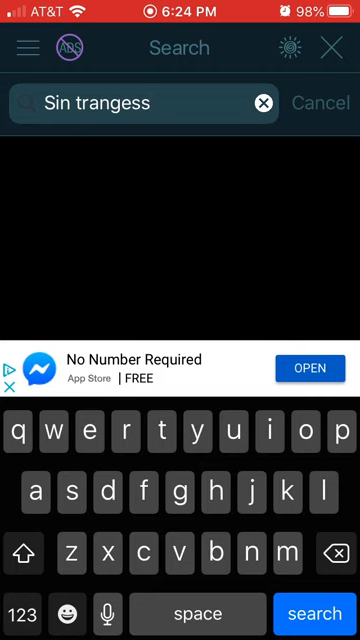 AT&T 6:24 PM 98%
ADS Search
Sin trangess Cancel
No Number Required
App Store | FREE
OPEN
q w e r t y u i o p
a s d f g h j k l
z x c v b n m
123 space search